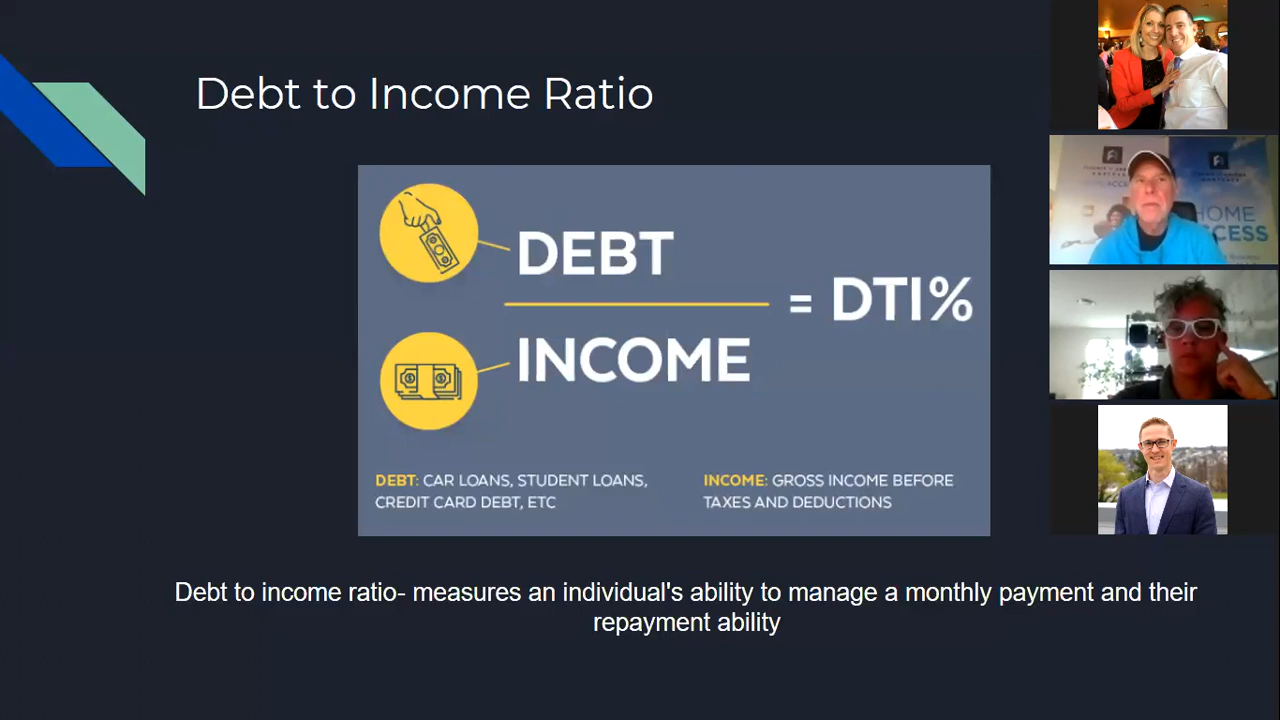 Debt to Income Ratio
DEBT
INCOME
= DTI%
DEBT: CAR LOANS, STUDENT LOANS,
CREDIT CARD DEBT, ETC
INCOME: GROSS INCOME BEFORE
TAXES AND DEDUCTIONS
Debt to income ratio- measures an individual's ability to manage a monthly payment and their
repayment ability
HOME